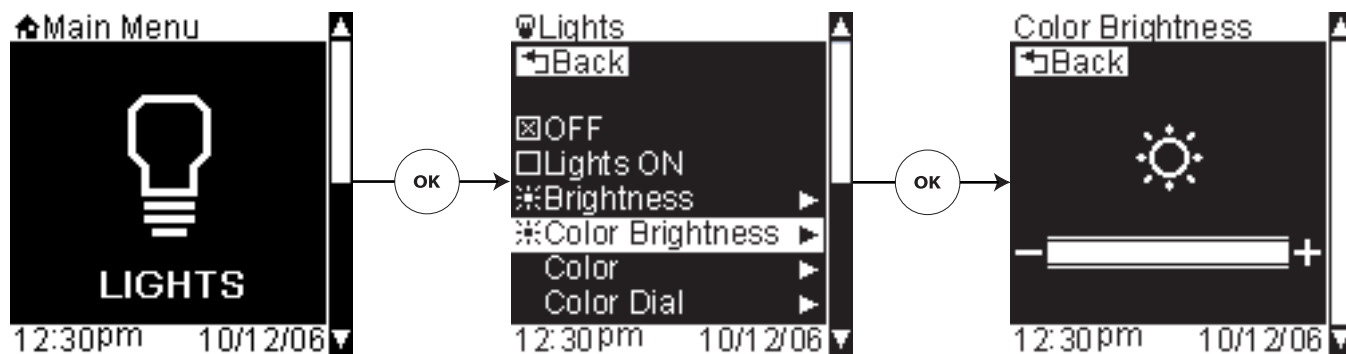 Main Menu
LIGHTS
12:30pm 10/12/06
OK
Lights
Back
OFF
Lights ON
Brightness
Color Brightness
Color
Color Dial
12:30pm 10/12/06
OK
Color Brightness
Back
12:30pm 10/12/06